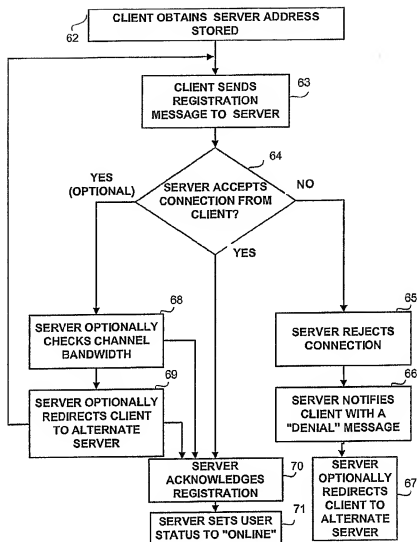 CLIENT OBTAINS SERVER ADDRESS
STORED
62
CLIENT SENDS
REGISTRATION
MESSAGE TO SERVER
63
64
YES
(OPTIONAL)
SERVER ACCEPTS
CONNECTION FROM
CLIENT?
NO
YES
68
SERVER OPTIONALLY
CHECKS CHANNEL
BANDWIDTH
65
SERVER REJECTS
CONNECTION
69
SERVER OPTIONALLY
REDIRECTS CLIENT
TO ALTERNATE
SERVER
66
SERVER NOTIFIES
CLIENT WITH A
"DENIAL" MESSAGE
SERVER
ACKNOWLEDGES
REGISTRATION
70
SERVER
OPTIONALLY
REDIRECTS
CLIENT TO
ALTERNATE
SERVER
67
71
SERVER SETS USER
STATUS TO "ONLINE"